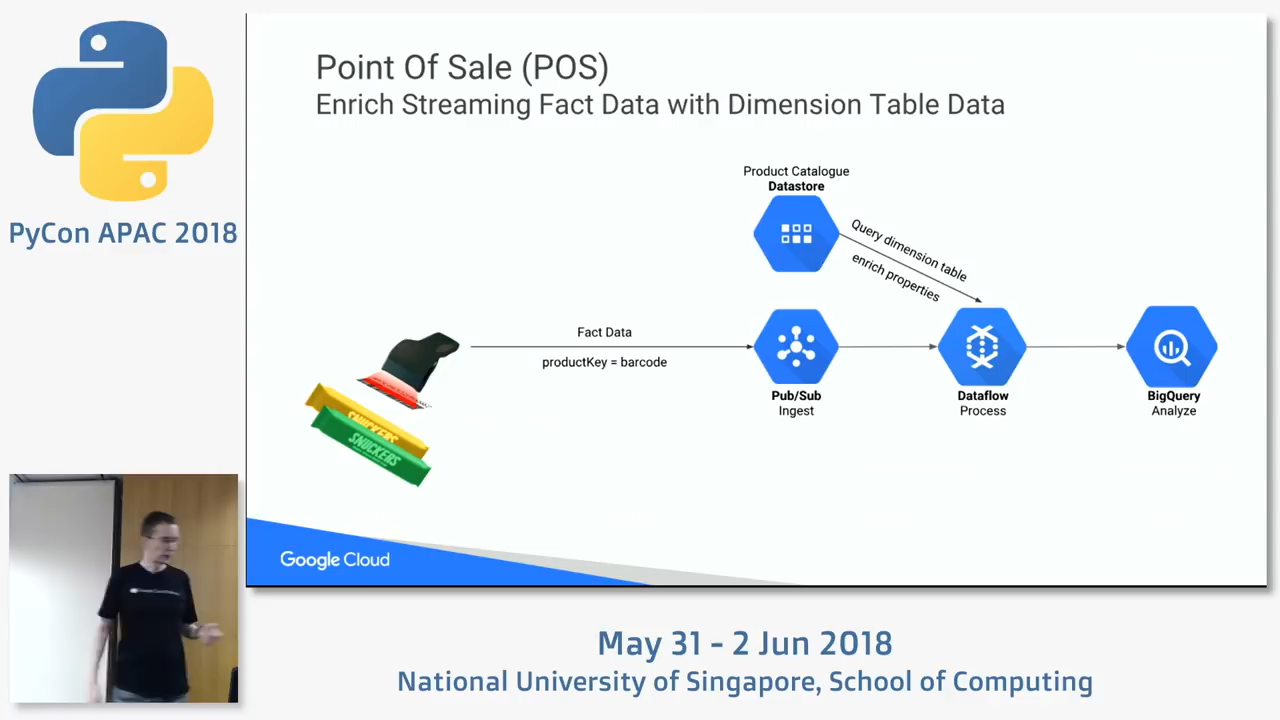 PyCon APAC 2018
Point Of Sale (POS)
Enrich Streaming Fact Data with Dimension Table Data
Product Catalogue
Datastore
Query dimension table
enrich properties
Fact Data
productKey = barcode
SNUCKERS
Pub/Sub
Ingest
Dataflow
Process
BigQuery
Analyze
Google Cloud
May 31 - 2 Jun 2018
National University of Singapore, School of Computing